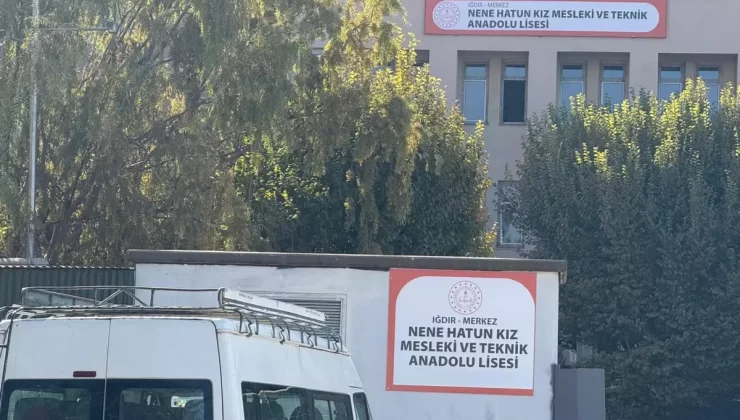 IĞDIR - MERKEZ
NENE HATUN KIZ MESLEKİ VE TEKNİK
ANADOLU LİSESİ
IĞDIR - MERKEZ
NENE HATUN KIZ
MESLEKİ VE TEKNİK
ANADOLU LİSESİ